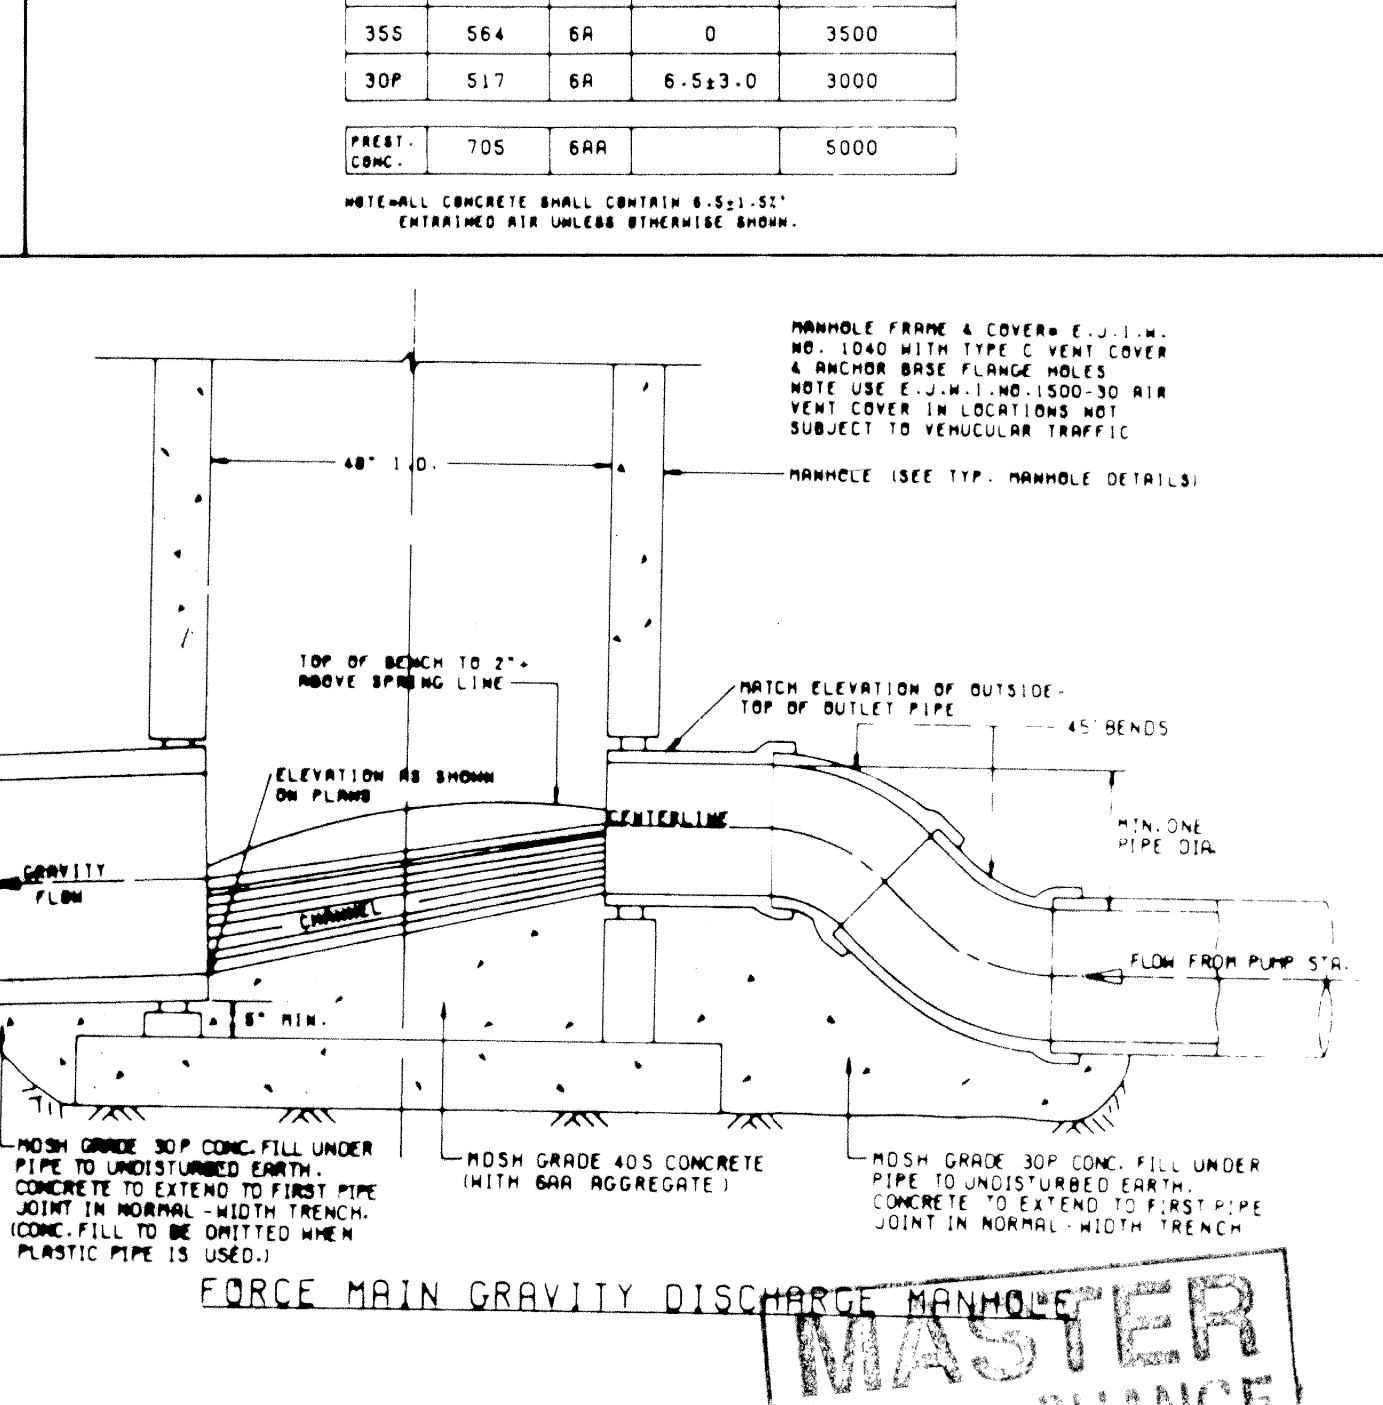 35S 564 6A 0 3500
30P 517 6A 6.5±3.0 3000
PREST. CONC. 705 6AA 5000
NOTE=ALL CONCRETE SHALL CONTAIN 6.5±1.5%
ENTRAINED AIR UNLESS OTHERWISE SHOWN.
MANHOLE FRAME & COVER= E.J.I.W.
NO. 1040 WITH TYPE C VENT COVER
& ANCHOR BASE FLANGE HOLES
NOTE USE E.J.W.I.NO.1500-30 AIR
VENT COVER IN LOCATIONS NOT
SUBJECT TO VEHUCULAR TRAFFIC
48" I.D.
MANHOLE (SEE TYP. MANHOLE DETAILS)
TOP OF BENCH TO 2"+
ABOVE SPRING LINE
MATCH ELEVATION OF OUTSIDE-
TOP OF OUTLET PIPE
45° BENDS
ELEVATION AS SHOWN
ON PLANS
CENTERLINE
MIN. ONE
PIPE DIA.
GRAVITY
FLOW
CHANNEL
FLOW FROM PUMP STA.
MIN.
MDSH GRADE 30P CONC. FILL UNDER
PIPE TO UNDISTURBED EARTH.
CONCRETE TO EXTEND TO FIRST PIPE
JOINT IN NORMAL-WIDTH TRENCH.
(CONC. FILL TO BE OMITTED WHEN
PLASTIC PIPE IS USED.)
MDSH GRADE 40S CONCRETE
(WITH 6AA AGGREGATE)
MDSH GRADE 30P CONC. FILL UNDER
PIPE TO UNDISTURBED EARTH.
CONCRETE TO EXTEND TO FIRST PIPE
JOINT IN NORMAL-WIDTH TRENCH
FORCE MAIN GRAVITY DISCHARGE MANHOLE
MASTER